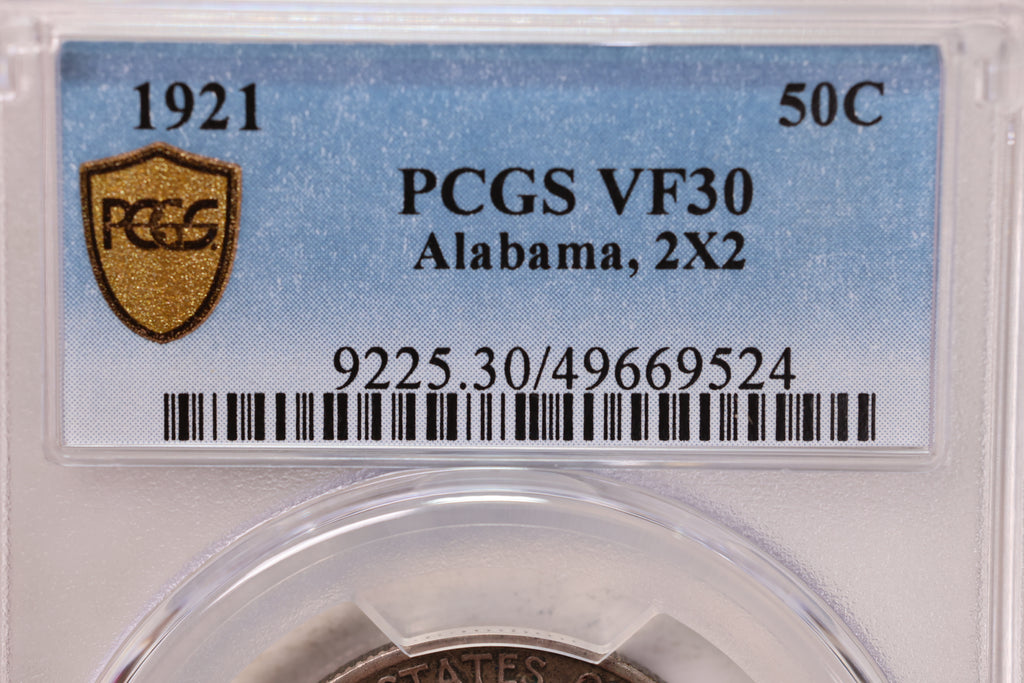 1921 50C
PCGS
PCGS VF30
Alabama, 2X2
9225.30/49669524
STATES